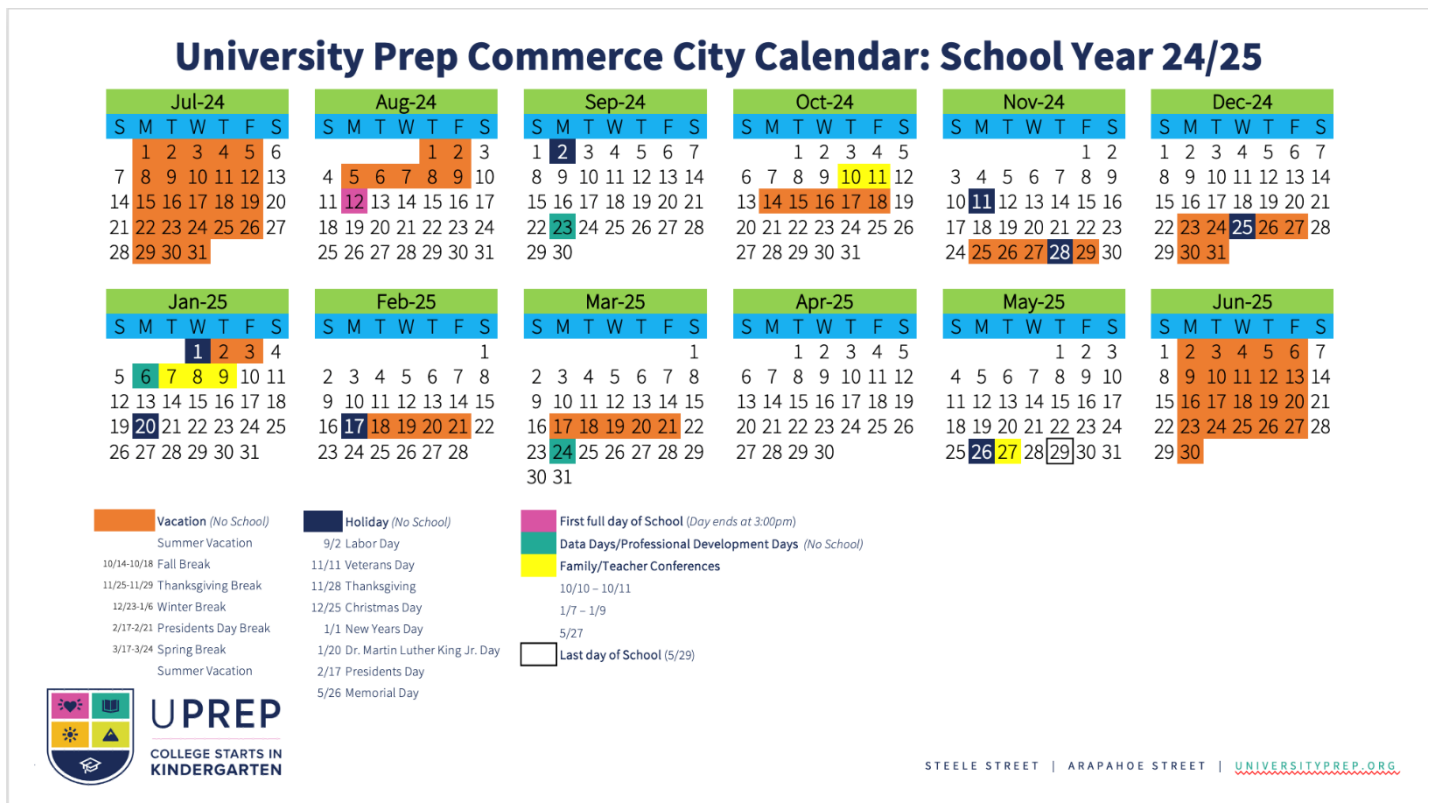 University Prep Commerce City Calendar: School Year 24/25
Jul-24 Aug-24 Sep-24 Oct-24 Nov-24 Dec-24
S M T W T F S S M T W T F S S M T W T F S S M T W T F S S M T W T F S S M T W T F S
1 2 3 4 5 6 1 2 3 1 2 3 4 5 6 7 1 2 3 4 5 1 2 1 2 3 4 5 6 7
7 8 9 10 11 12 13 4 5 6 7 8 9 10 8 9 10 11 12 13 14 6 7 8 9 10 11 12 3 4 5 6 7 8 9 8 9 10 11 12 13 14
14 15 16 17 18 19 20 11 12 13 14 15 16 17 15 16 17 18 19 20 21 13 14 15 16 17 18 19 10 11 12 13 14 15 16 15 16 17 18 19 20 21
21 22 23 24 25 26 27 18 19 20 21 22 23 24 22 23 24 25 26 27 28 20 21 22 23 24 25 26 17 18 19 20 21 22 23 22 23 24 25 26 27 28
28 29 30 31 25 26 27 28 29 30 31 29 30 27 28 29 30 31 24 25 26 27 28 29 30 29 30 31
Jan-25 Feb-25 Mar-25 Apr-25 May-25 Jun-25
S M T W T F S S M T W T F S S M T W T F S S M T W T F S S M T W T F S S M T W T F S
1 2 3 4 1 1 1 2 3 4 5 1 2 3 1 2 3 4 5 6 7
5 6 7 8 9 10 11 2 3 4 5 6 7 8 2 3 4 5 6 7 8 6 7 8 9 10 11 12 4 5 6 7 8 9 10 8 9 10 11 12 13 14
12 13 14 15 16 17 18 9 10 11 12 13 14 15 9 10 11 12 13 14 15 13 14 15 16 17 18 19 11 12 13 14 15 16 17 15 16 17 18 19 20 21
19 20 21 22 23 24 25 16 17 18 19 20 21 22 16 17 18 19 20 21 22 20 21 22 23 24 25 26 18 19 20 21 22 23 24 22 23 24 25 26 27 28
26 27 28 29 30 31 23 24 25 26 27 28 23 24 25 26 27 28 29 27 28 29 30 25 26 27 28 29 30 31 29 30
30 31
Vacation (No School)
Summer Vacation
10/14-10/18 Fall Break
11/25-11/29 Thanksgiving Break
12/23-1/6 Winter Break
2/17-2/21 Presidents Day Break
3/17-3/24 Spring Break
Summer Vacation
Holiday (No School)
9/2 Labor Day
11/11 Veterans Day
11/28 Thanksgiving
12/25 Christmas Day
1/1 New Years Day
1/20 Dr. Martin Luther King Jr. Day
2/17 Presidents Day
5/26 Memorial Day
First full day of School (Day ends at 3:00pm)
Data Days/Professional Development Days (No School)
Family/Teacher Conferences
10/10 – 10/11
1/7 – 1/9
5/27
Last day of School (5/29)
UPREP
COLLEGE STARTS IN
KINDERGARTEN
STEELE STREET | ARAPAHOE STREET | UNIVERSITYPREP.ORG